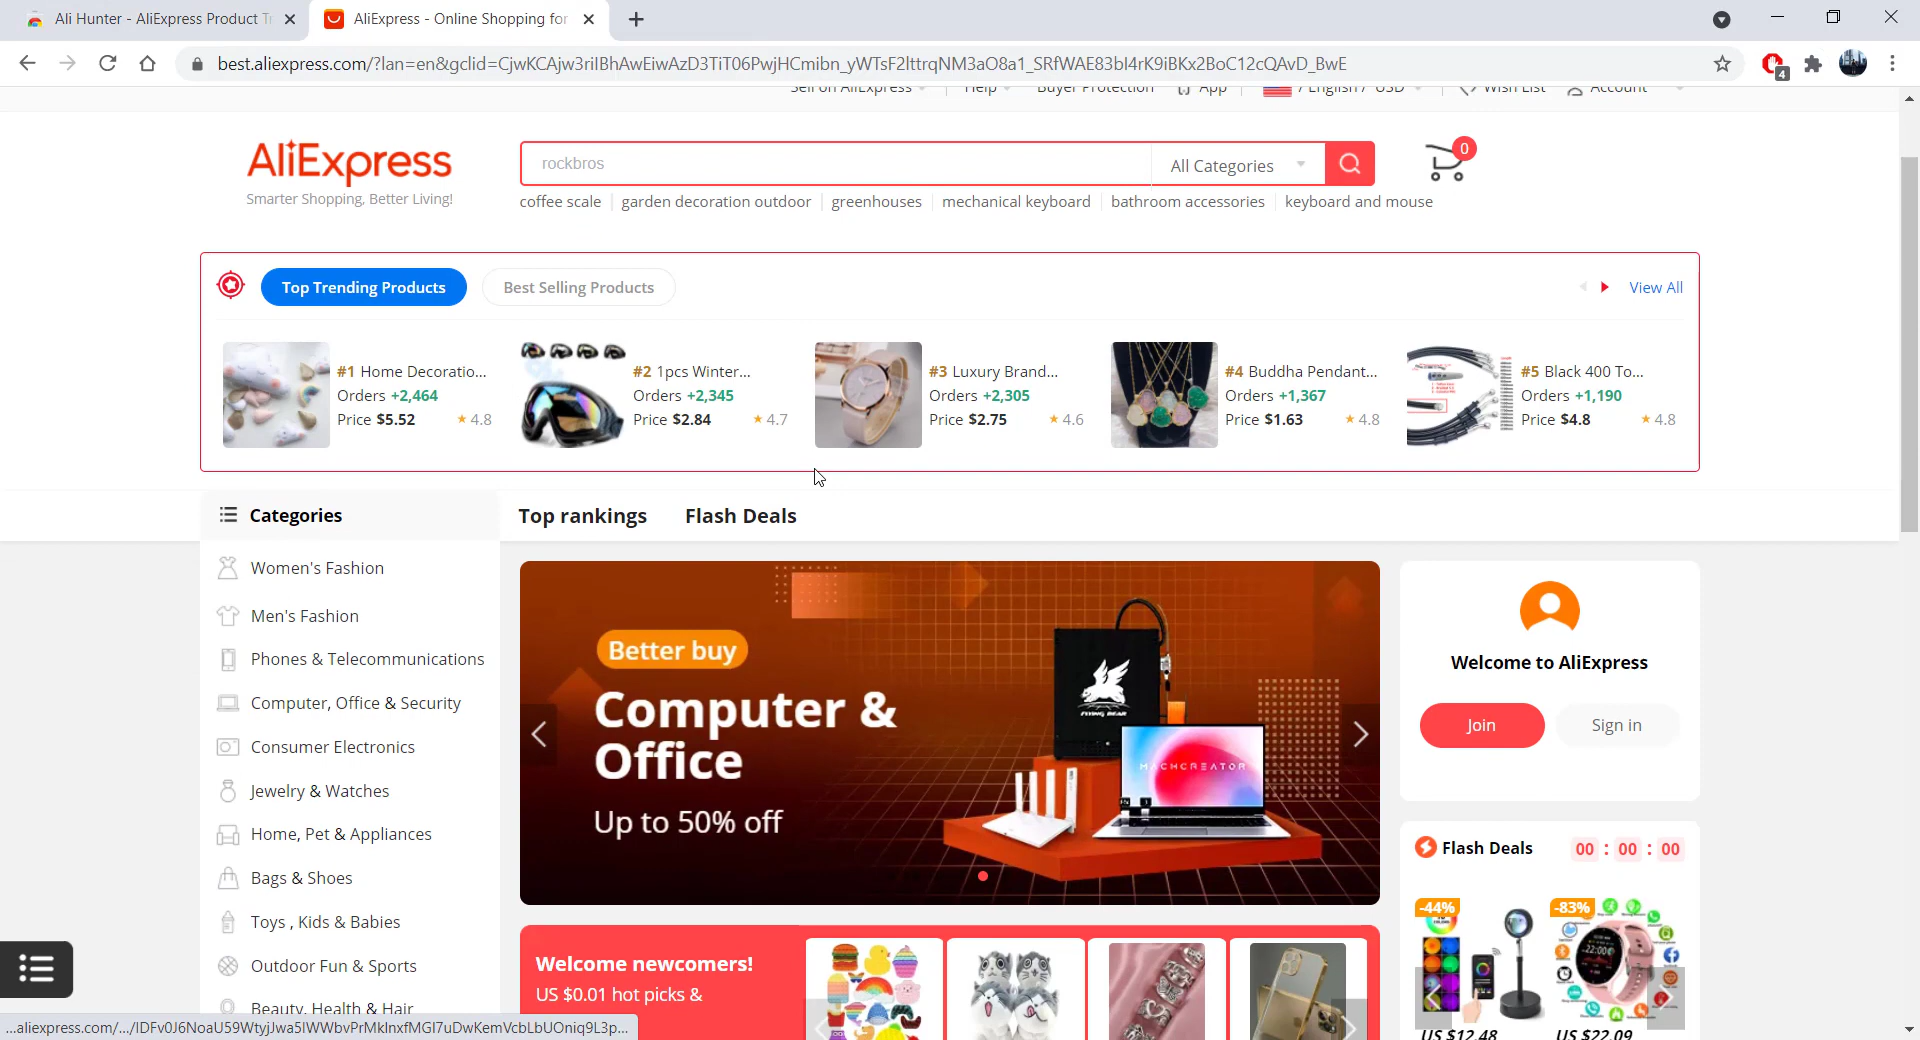 Ali Hunter - AliExpress Product Tr
AliExpress - Online Shopping for
best.aliexpress.com/?lan=en&gclid=CjwKCAjw3riIBhAwEiwAzD3TiT06PwjHCmibn_yWTsF2lttrqNM3aO8a1_SRfWAE83bI4rK9iBKx2BoC12cQAvD_BwE
4
Sell on AliExpress Help Buyer Protection App / English / USD Wish List Account
AliExpress
Smarter Shopping, Better Living!
rockbros
All Categories
0
coffee scale garden decoration outdoor greenhouses mechanical keyboard bathroom accessories keyboard and mouse
Top Trending Products Best Selling Products View All
#1 Home Decoratio...
Orders +2,464
Price $5.52 4.8
#2 1pcs Winter...
Orders +2,345
Price $2.84 4.7
#3 Luxury Brand...
Orders +2,305
Price $2.75 4.6
#4 Buddha Pendant...
Orders +1,367
Price $1.63 4.8
#5 Black 400 To...
Orders +1,190
Price $4.8 4.8
Categories
Top rankings Flash Deals
Women's Fashion
Men's Fashion
Phones & Telecommunications
Computer, Office & Security
Consumer Electronics
Jewelry & Watches
Home, Pet & Appliances
Bags & Shoes
Toys , Kids & Babies
Outdoor Fun & Sports
Beauty, Health & Hair
Better buy
Computer &
Office
Up to 50% off
FLYING BEAR
MACHCREATOR
Welcome to AliExpress
Join Sign in
Flash Deals 00 : 00 : 00
-44% -83%
US $12.48 US $22.09
Welcome newcomers!
US $0.01 hot picks &
...aliexpress.com/.../IDFv0J6NoaU59WtyjJwa5IWWbvPrMkInxfMGI7uDwKemVcbLbUOniq9L3p...